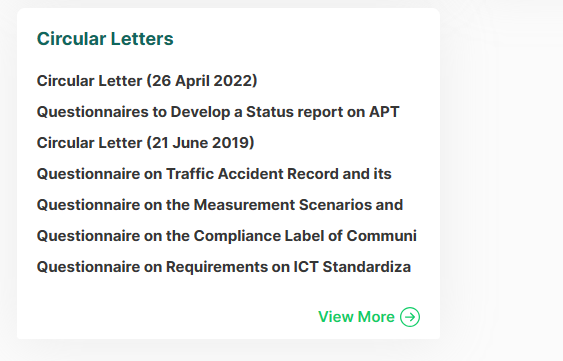 Circular Letters
Circular Letter (26 April 2022)
Questionnaires to Develop a Status report on APT
Circular Letter (21 June 2019)
Questionnaire on Traffic Accident Record and its
Questionnaire on the Measurement Scenarios and
Questionnaire on the Compliance Label of Communi
Questionnaire on Requirements on ICT Standardiza
View More